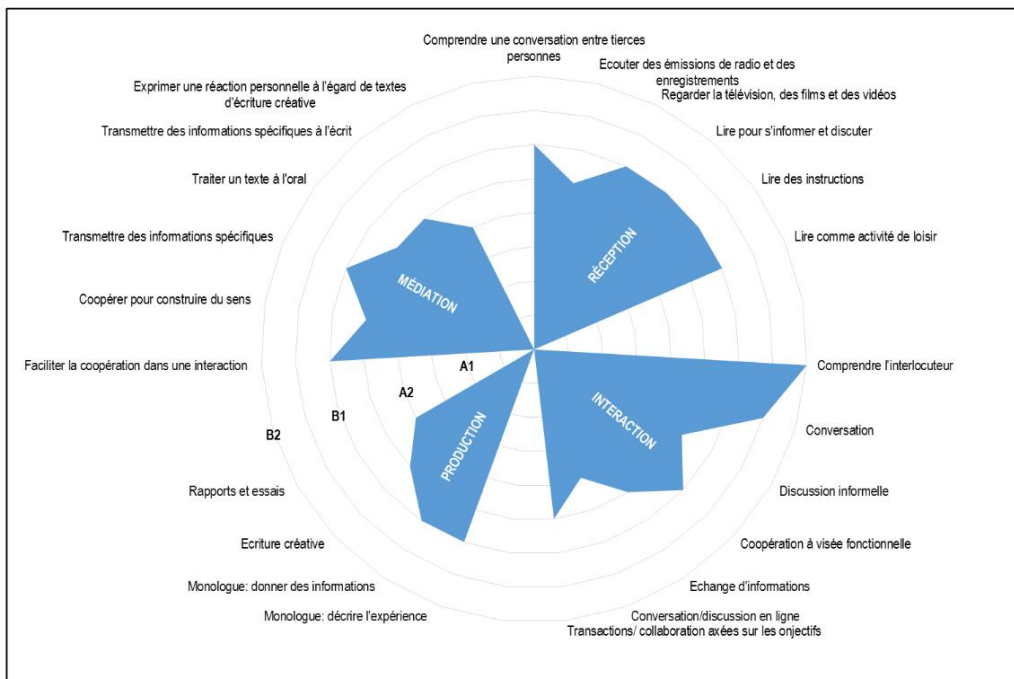 Comprendre une conversation entre tierces
personnes
Ecouter des émissions de radio et des
enregistrements
Regarder la télévision, des films et des vidéos
Lire pour s'informer et discuter
Lire des instructions
Lire comme activité de loisir
Comprendre l'interlocuteur
Conversation
Discussion informelle
Coopération à visée fonctionnelle
Echange d'informations
Conversation/discussion en ligne
Transactions/ collaboration axées sur les onjectifs
Monologue: décrire l'expérience
Monologue: donner des informations
Ecriture créative
Rapports et essais
Faciliter la coopération dans une interaction
Coopérer pour construire du sens
Transmettre des informations spécifiques
Traiter un texte à l'oral
Transmettre des informations spécifiques à l'écrit
Exprimer une réaction personnelle à l'égard de textes
d'écriture créative
RÉCEPTION
INTERACTION
PRODUCTION
MÉDIATION
A1
A2
B1
B2